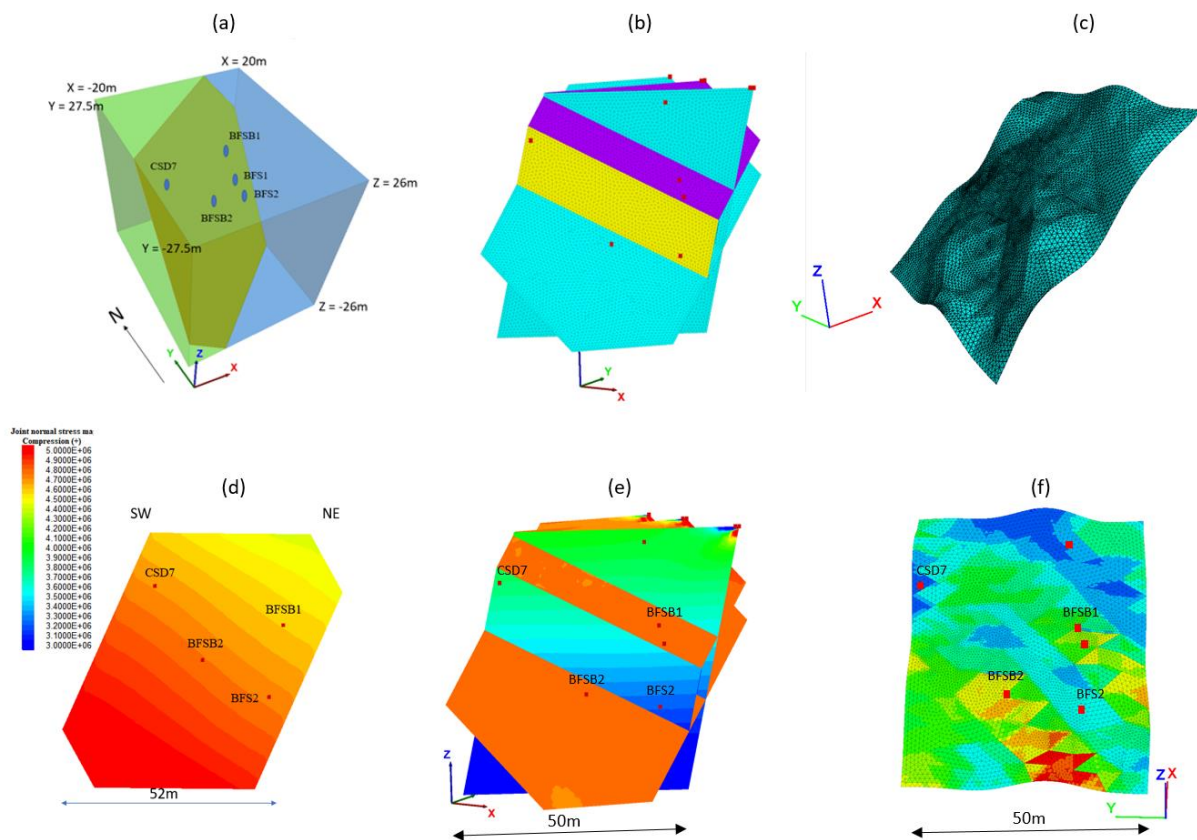 (a)
(b)
(c)
X = 20m
X = -20m
Y = 27.5m
BFSB1
CSD7
BFS1
BFS2
BFSB2
Z = 26m
Y = -27.5m
Z = -26m
N
Y
Z
X
Y
X
Z
X
Y
Joint normal stress ma
Compression (+)
5.0000E+06
4.9000E+06
4.8000E+06
4.7000E+06
4.6000E+06
4.5000E+06
4.4000E+06
4.3000E+06
4.2000E+06
4.1000E+06
4.0000E+06
3.9000E+06
3.8000E+06
3.7000E+06
3.6000E+06
3.5000E+06
3.4000E+06
3.3000E+06
3.2000E+06
3.1000E+06
3.0000E+06
(d)
SW
NE
CSD7
BFSB1
BFSB2
BFS2
52m
(e)
CSD7
BFSB1
BFSB2
BFS2
Z
X
50m
(f)
CSD7
BFSB1
BFSB2
BFS2
Z
X
Y
50m